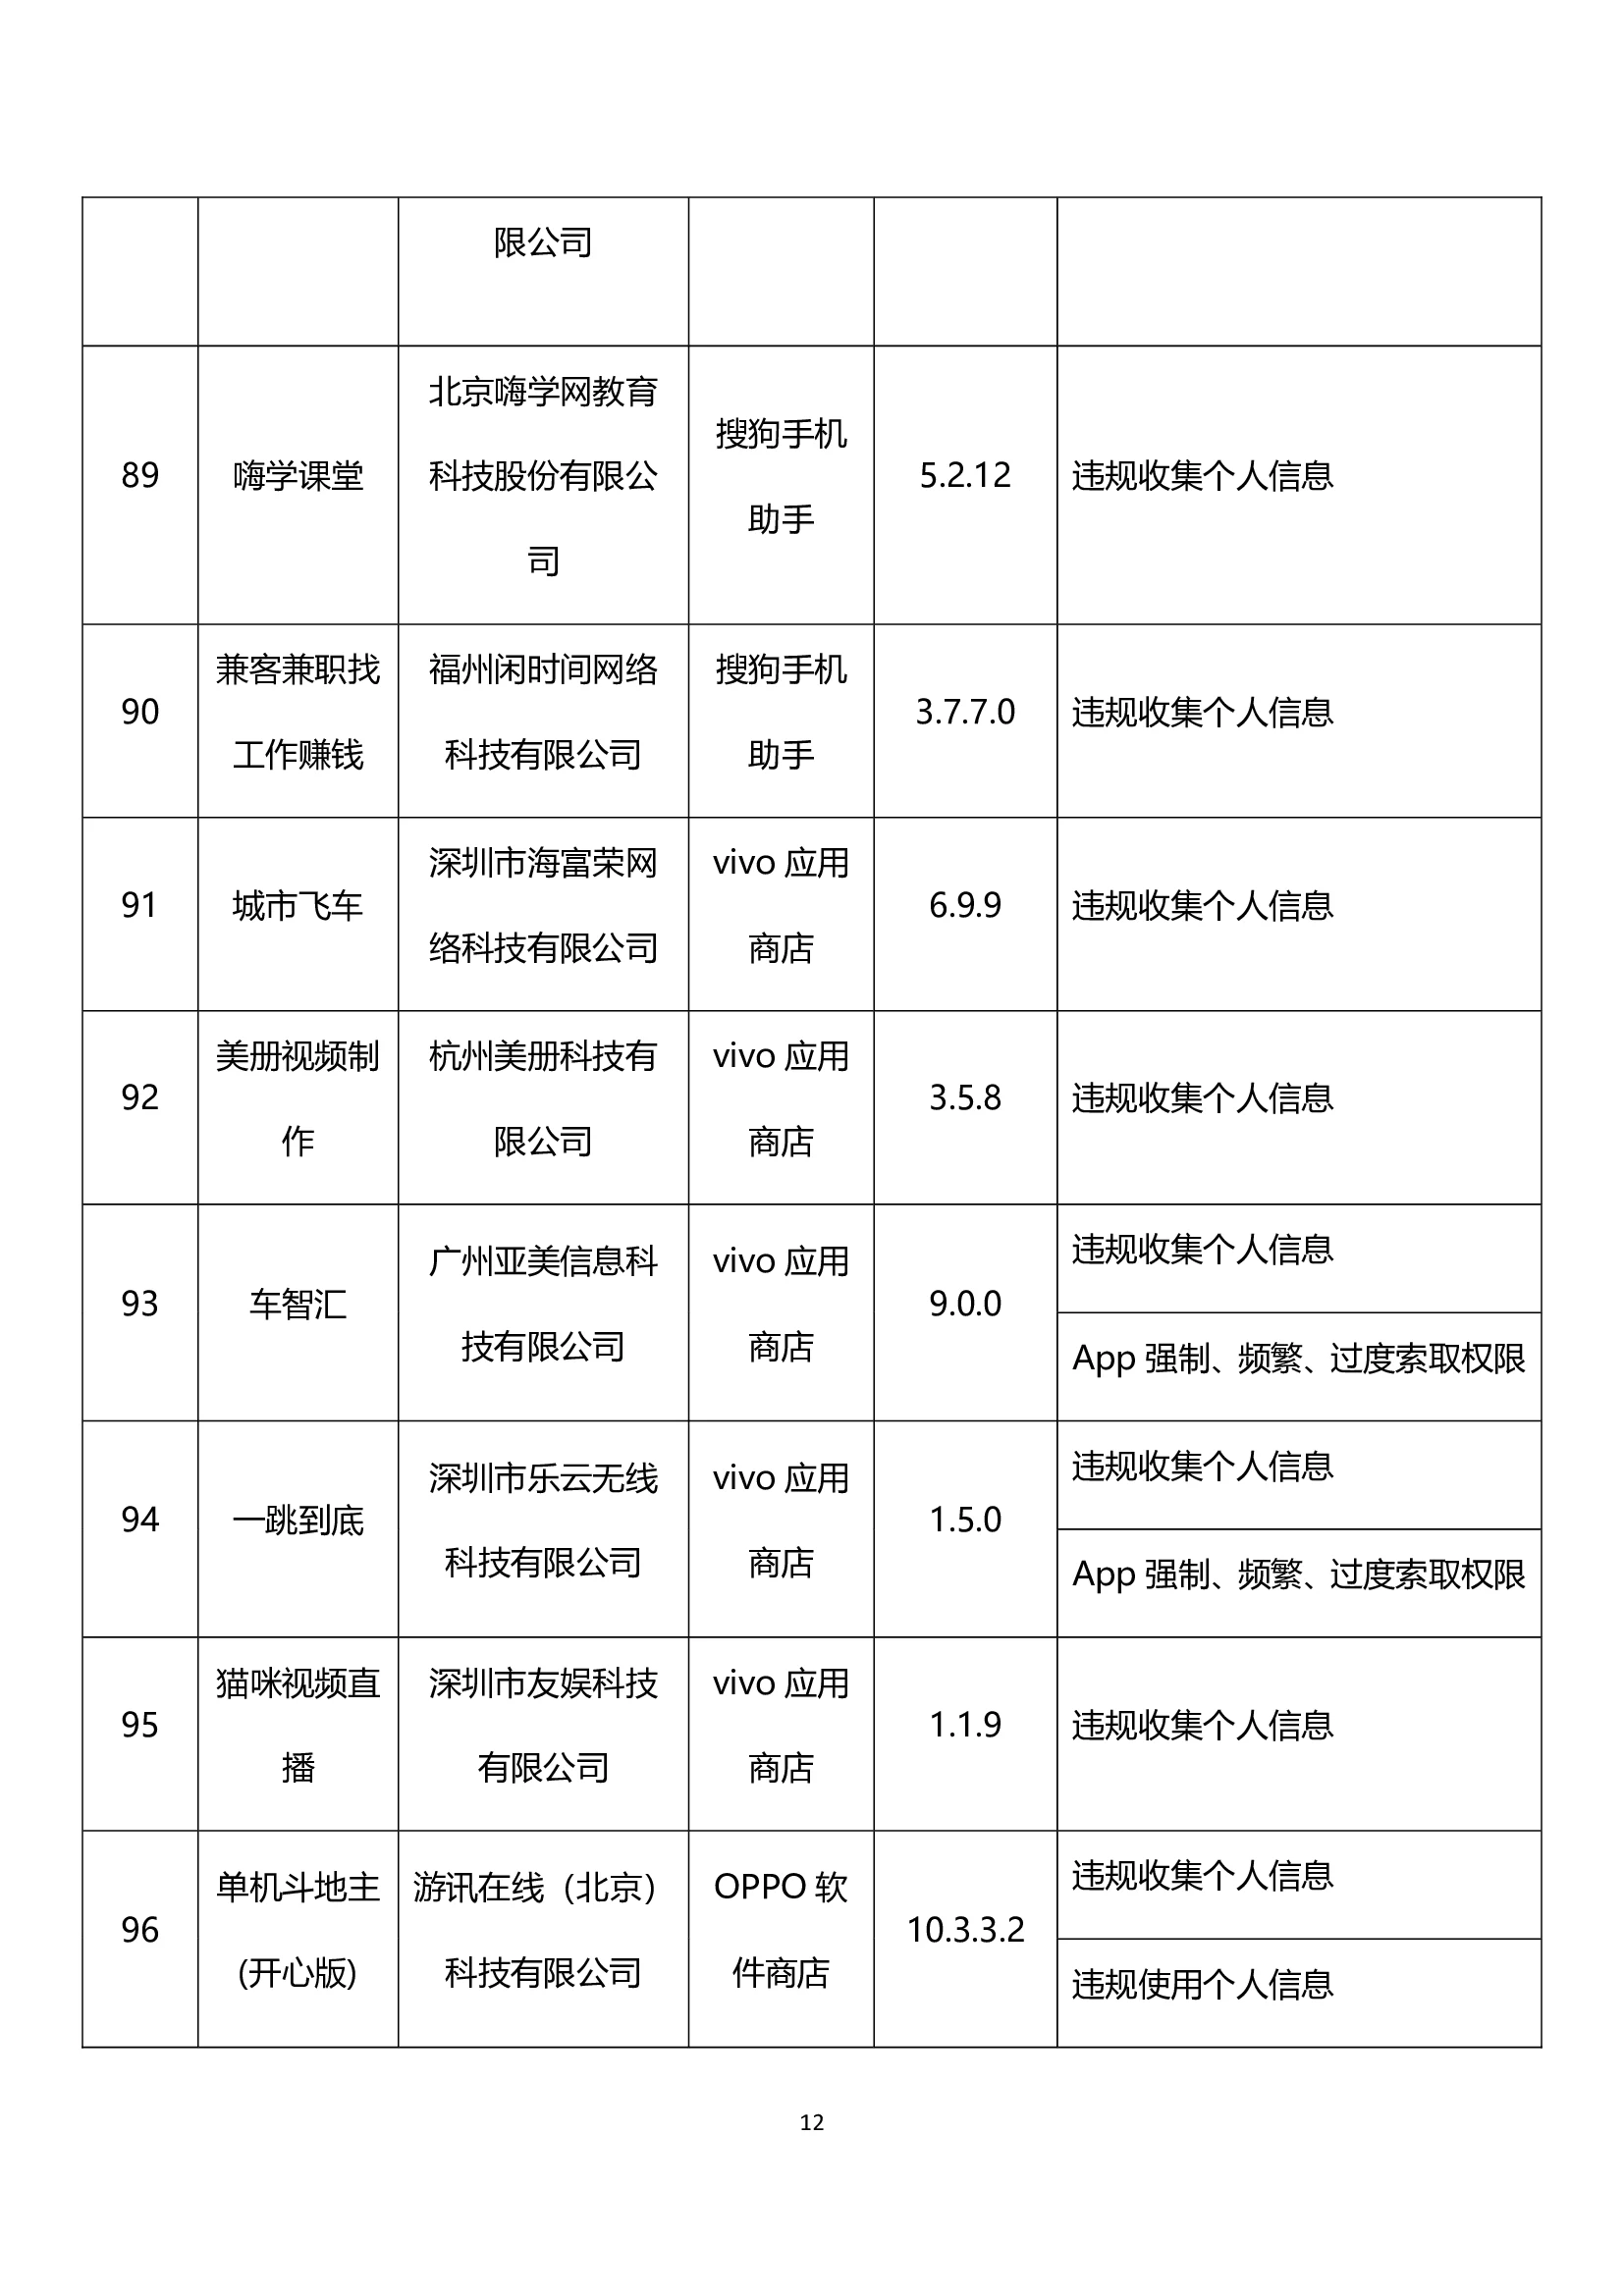 限公司
89
嗨学课堂
北京嗨学网教育
科技股份有限公
司
搜狗手机
助手
5.2.12
违规收集个人信息
90
兼客兼职找
工作赚钱
福州闲时间网络
科技有限公司
搜狗手机
助手
3.7.7.0
违规收集个人信息
91
城市飞车
深圳市海富荣网
络科技有限公司
vivo 应用
商店
6.9.9
违规收集个人信息
92
美册视频制
作
杭州美册科技有
限公司
vivo 应用
商店
3.5.8
违规收集个人信息
93
车智汇
广州亚美信息科
技有限公司
vivo 应用
商店
9.0.0
违规收集个人信息
App 强制、频繁、过度索取权限
94
一跳到底
深圳市乐云无线
科技有限公司
vivo 应用
商店
1.5.0
违规收集个人信息
App 强制、频繁、过度索取权限
95
猫咪视频直
播
深圳市友娱科技
有限公司
vivo 应用
商店
1.1.9
违规收集个人信息
96
单机斗地主
(开心版)
游讯在线（北京）
科技有限公司
OPPO 软
件商店
10.3.3.2
违规收集个人信息
违规使用个人信息
12